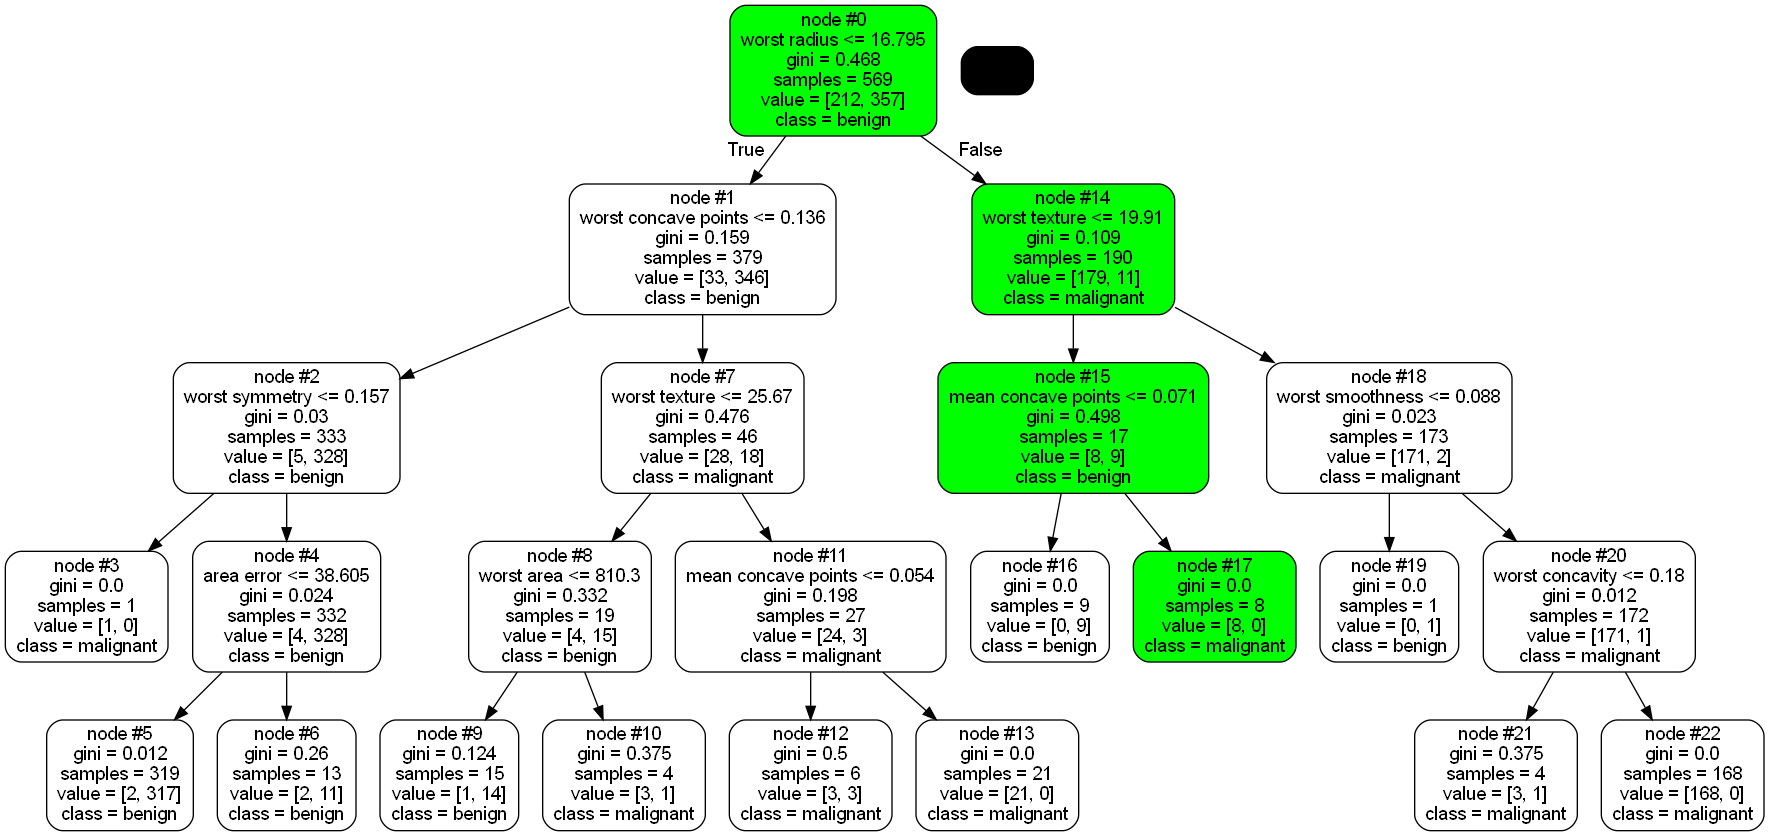 node #0
worst radius <= 16.795
gini = 0.468
samples = 569
value = [212, 357]
class = benign
True
False
node #1
worst concave points <= 0.136
gini = 0.159
samples = 379
value = [33, 346]
class = benign
node #14
worst texture <= 19.91
gini = 0.109
samples = 190
value = [179, 11]
class = malignant
node #2
worst symmetry <= 0.157
gini = 0.03
samples = 333
value = [5, 328]
class = benign
node #7
worst texture <= 25.67
gini = 0.476
samples = 46
value = [28, 18]
class = malignant
node #15
mean concave points <= 0.071
gini = 0.498
samples = 17
value = [8, 9]
class = benign
node #18
worst smoothness <= 0.088
gini = 0.023
samples = 173
value = [171, 2]
class = malignant
node #3
gini = 0.0
samples = 1
value = [1, 0]
class = malignant
node #4
area error <= 38.605
gini = 0.024
samples = 332
value = [4, 328]
class = benign
node #8
worst area <= 810.3
gini = 0.332
samples = 19
value = [4, 15]
class = benign
node #11
mean concave points <= 0.054
gini = 0.198
samples = 27
value = [24, 3]
class = malignant
node #16
gini = 0.0
samples = 9
value = [0, 9]
class = benign
node #17
gini = 0.0
samples = 8
value = [8, 0]
class = malignant
node #19
gini = 0.0
samples = 1
value = [0, 1]
class = benign
node #20
worst concavity <= 0.18
gini = 0.012
samples = 172
value = [171, 1]
class = malignant
node #5
gini = 0.012
samples = 319
value = [2, 317]
class = benign
node #6
gini = 0.26
samples = 13
value = [2, 11]
class = benign
node #9
gini = 0.124
samples = 15
value = [1, 14]
class = benign
node #10
gini = 0.375
samples = 4
value = [3, 1]
class = malignant
node #12
gini = 0.5
samples = 6
value = [3, 3]
class = malignant
node #13
gini = 0.0
samples = 21
value = [21, 0]
class = malignant
node #21
gini = 0.375
samples = 4
value = [3, 1]
class = malignant
node #22
gini = 0.0
samples = 168
value = [168, 0]
class = malignant